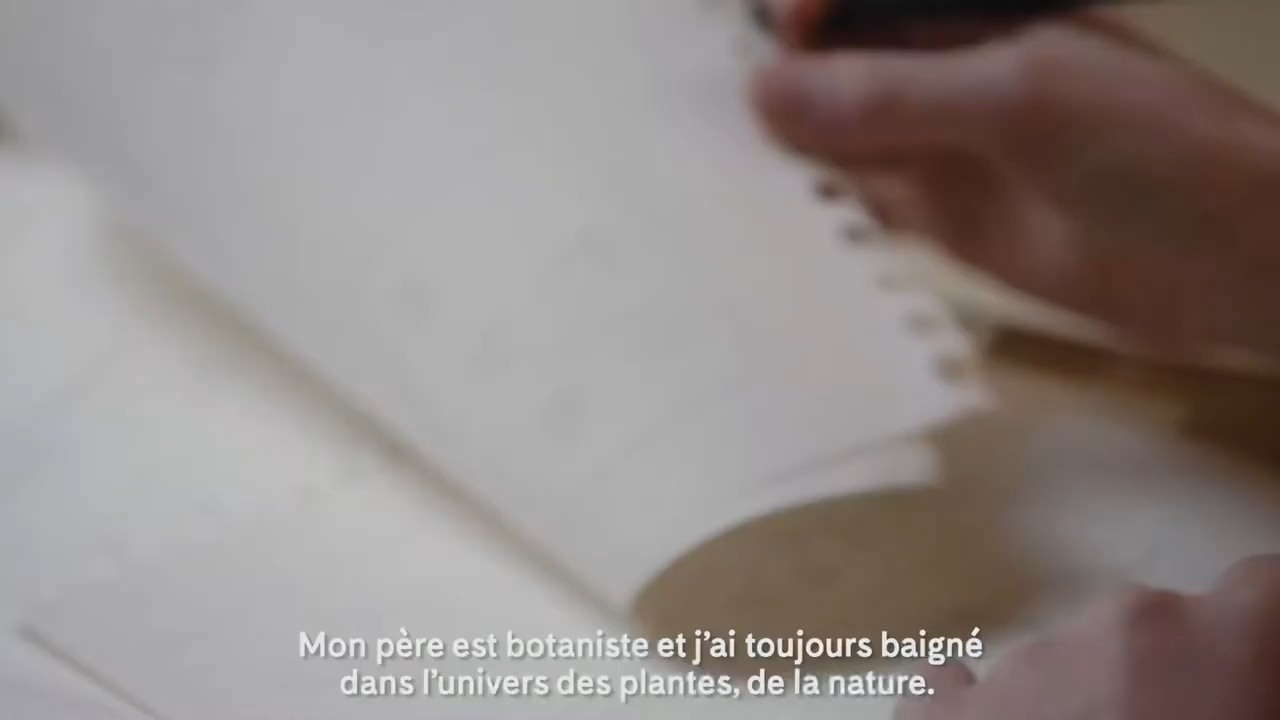 Mon père est botaniste et j’ai toujours baigné
dans l’univers des plantes, de la nature.